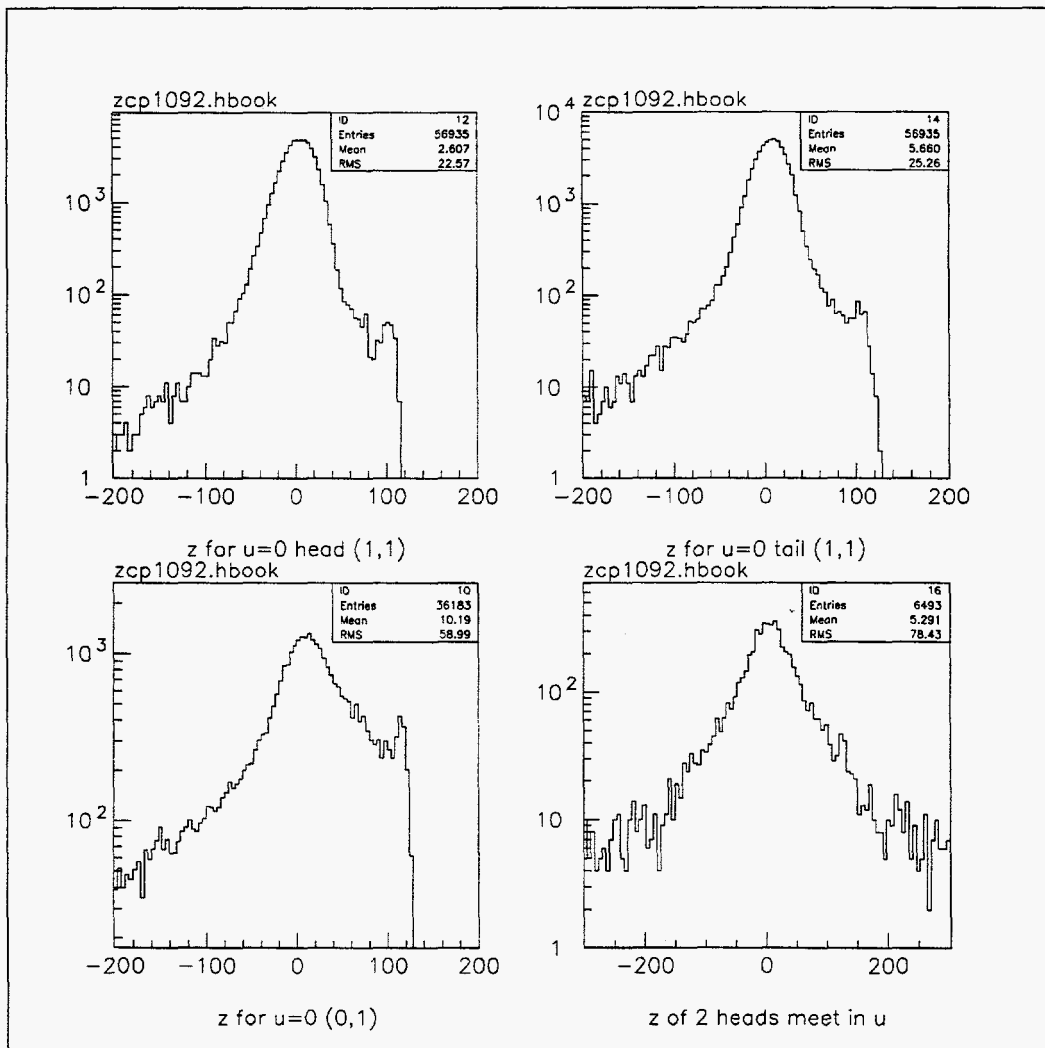 zcp1092.hbook
ID 12
Entries 56935
Mean 2.607
RMS 22.57
10^3
10^2
10
1
−200 −100 0 100 200
z for u=0 head (1,1)
zcp1092.hbook
ID 14
Entries 56935
Mean 5.660
RMS 25.26
10^4
10^3
10^2
10
1
−200 −100 0 100 200
z for u=0 tail (1,1)
zcp1092.hbook
ID 10
Entries 36183
Mean 10.19
RMS 58.99
10^3
10^2
−200 −100 0 100 200
z for u=0 (0,1)
zcp1092.hbook
ID 16
Entries 6493
Mean 5.291
RMS 78.43
10^2
10
1
−200 0 200
z of 2 heads meet in u